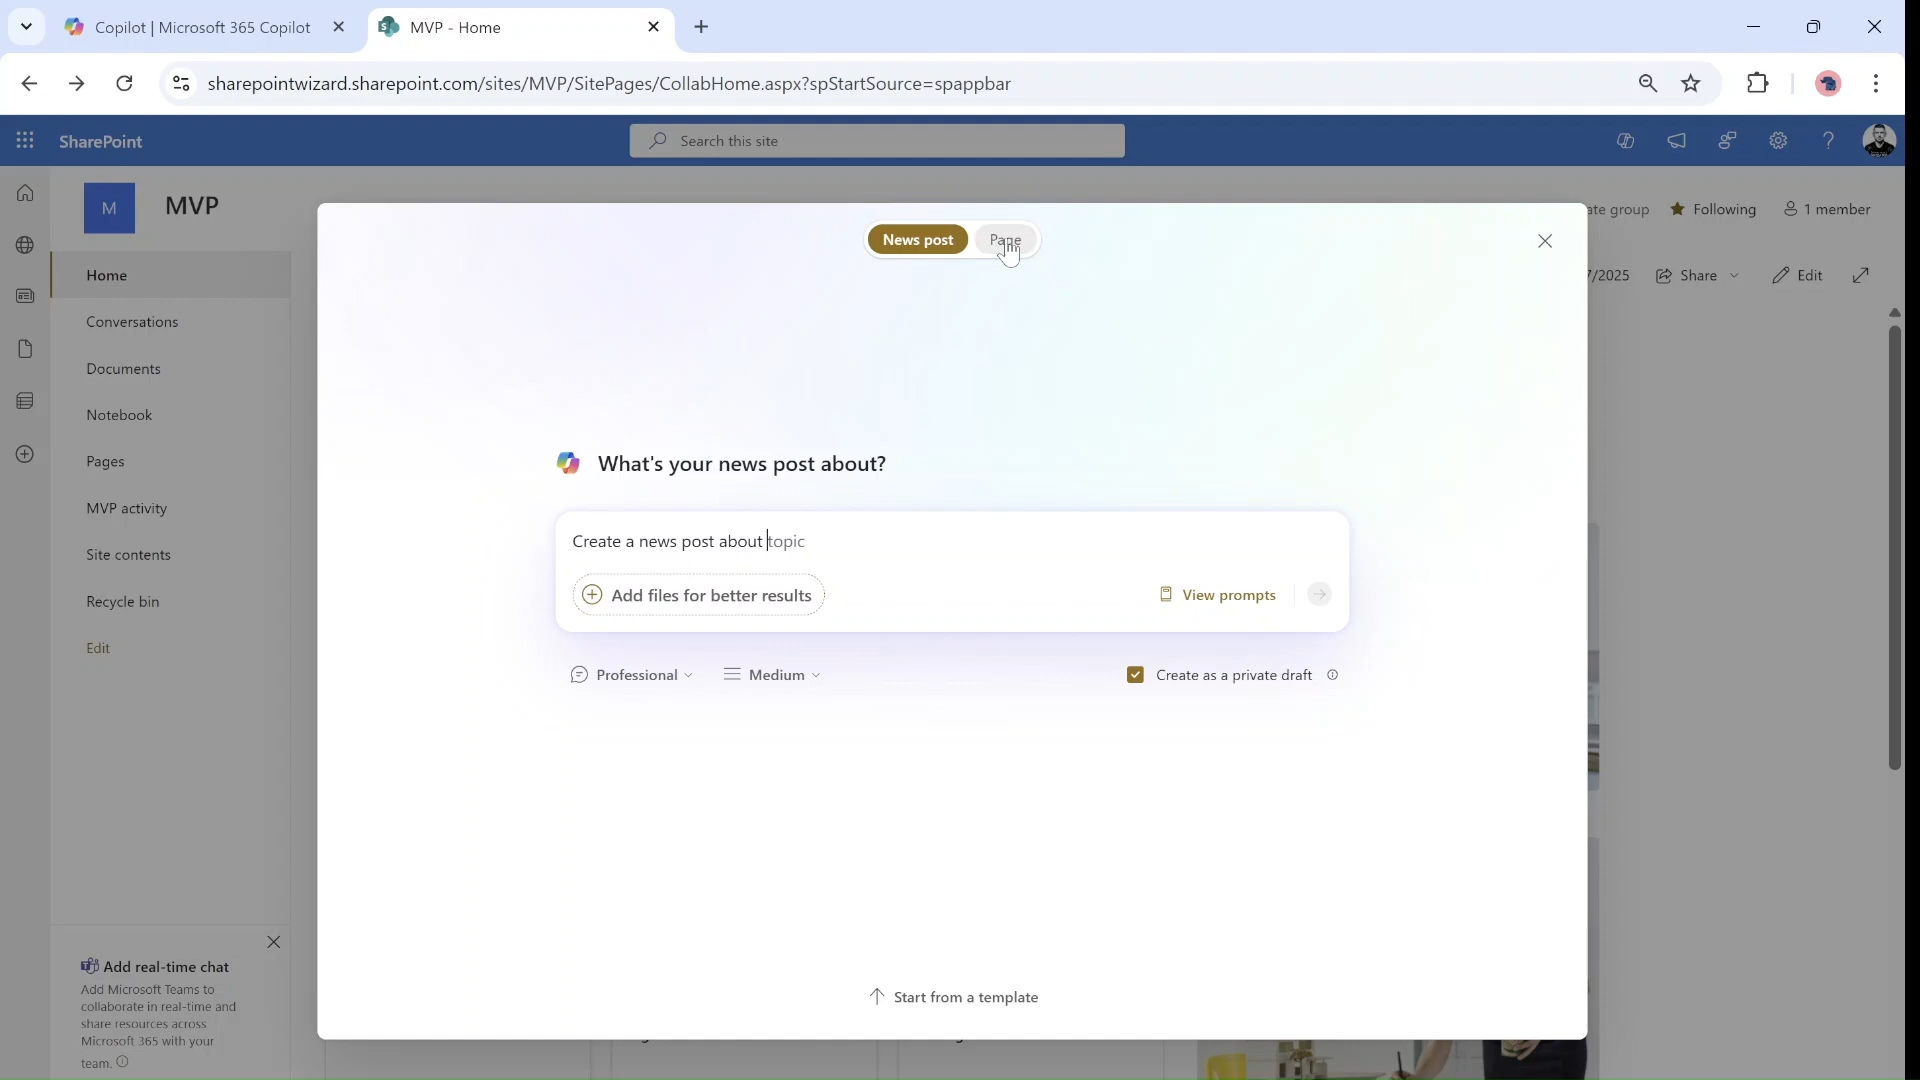 Copilot | Microsoft 365 Copilot
MVP - Home
sharepointwizard.sharepoint.com/sites/MVP/SitePages/CollabHome.aspx?spStartSource=spappbar
SharePoint
Search this site
M
MVP
ate group
Following
1 member
News post
Page
7/2025
Share
Edit
Home
Conversations
Documents
Notebook
Pages
MVP activity
Site contents
Recycle bin
Edit
What's your news post about?
Create a news post about topic
Add files for better results
View prompts
Professional
Medium
Create as a private draft
Start from a template
Add real-time chat
Add Microsoft Teams to
collaborate in real-time and
share resources across
Microsoft 365 with your
team.